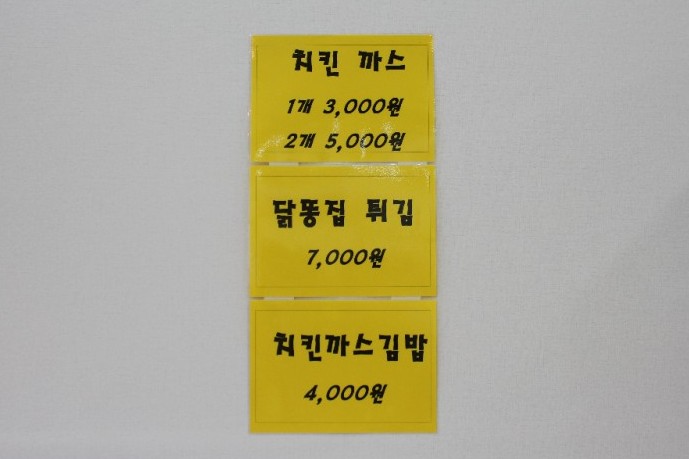 치킨 까스
1개 3,000원
2개 5,000원
닭똥집 튀김
7,000원
치킨까스김밥
4,000원